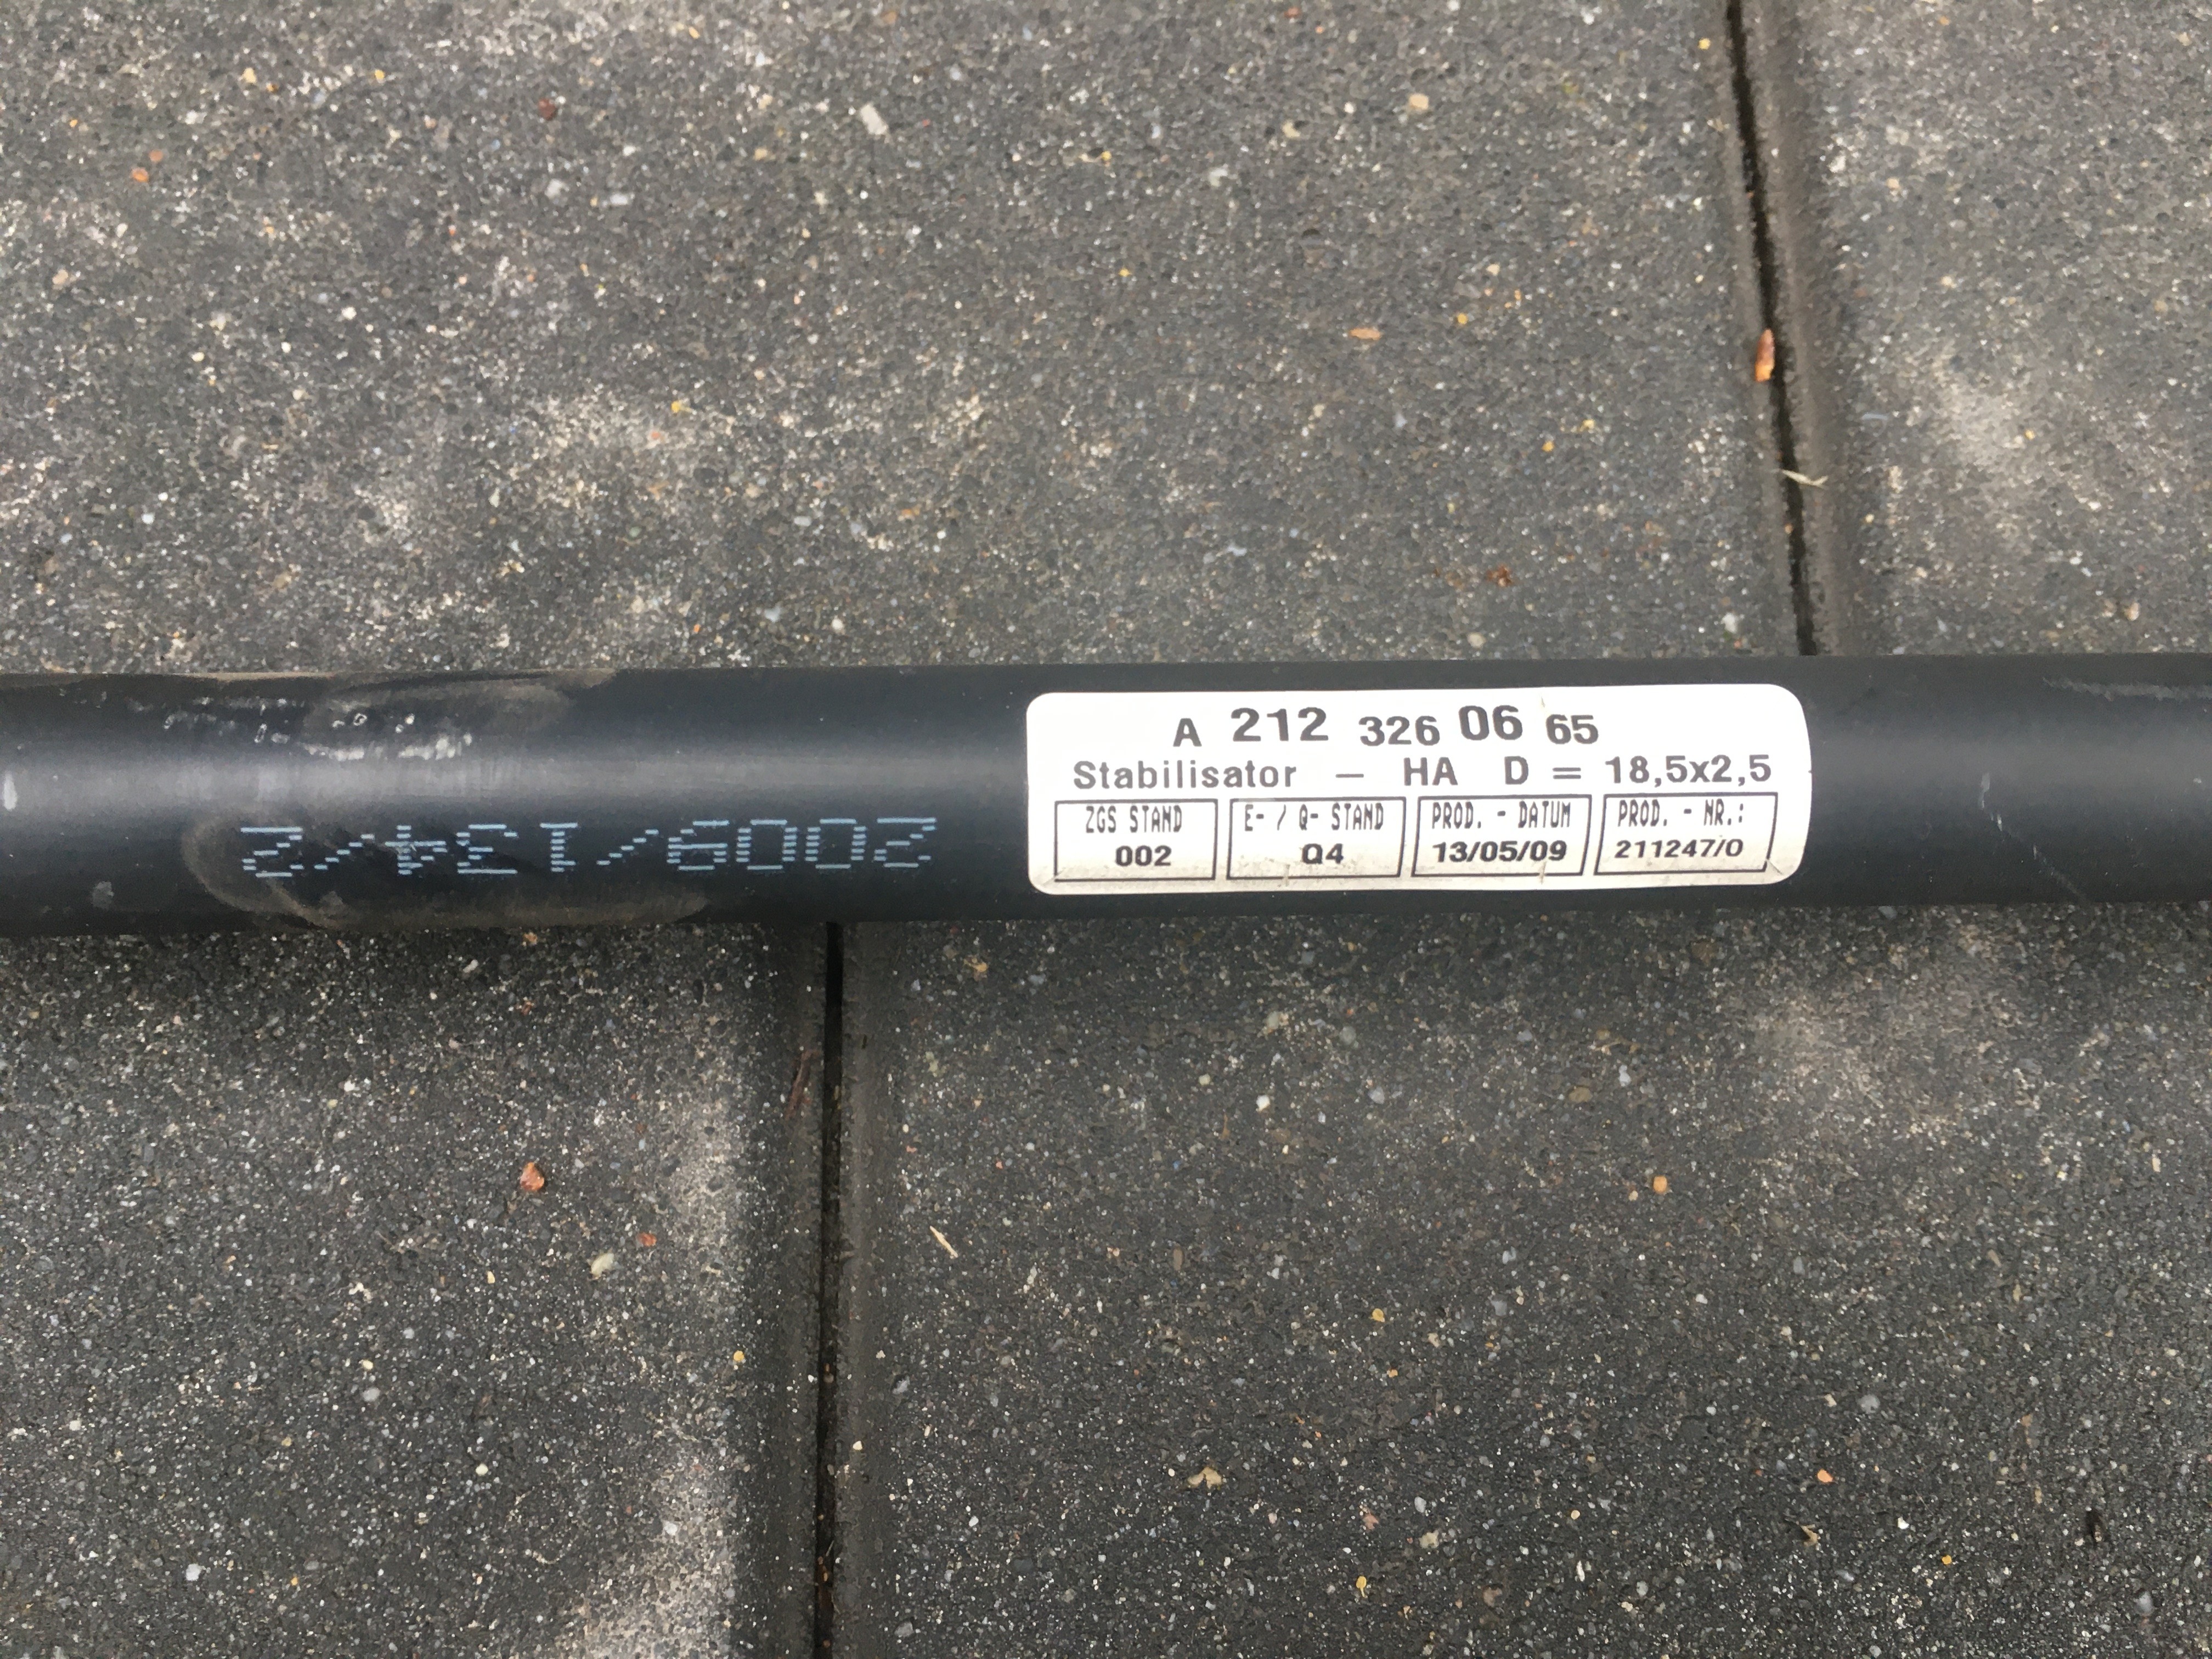 2009/134/2
A 212 326 06 65
Stabilisator – HA D = 18,5x2,5
ZGS STAND E- / Q- STAND PROD. - DATUM PROD. - NR.:
002 Q4 13/05/09 211247/0